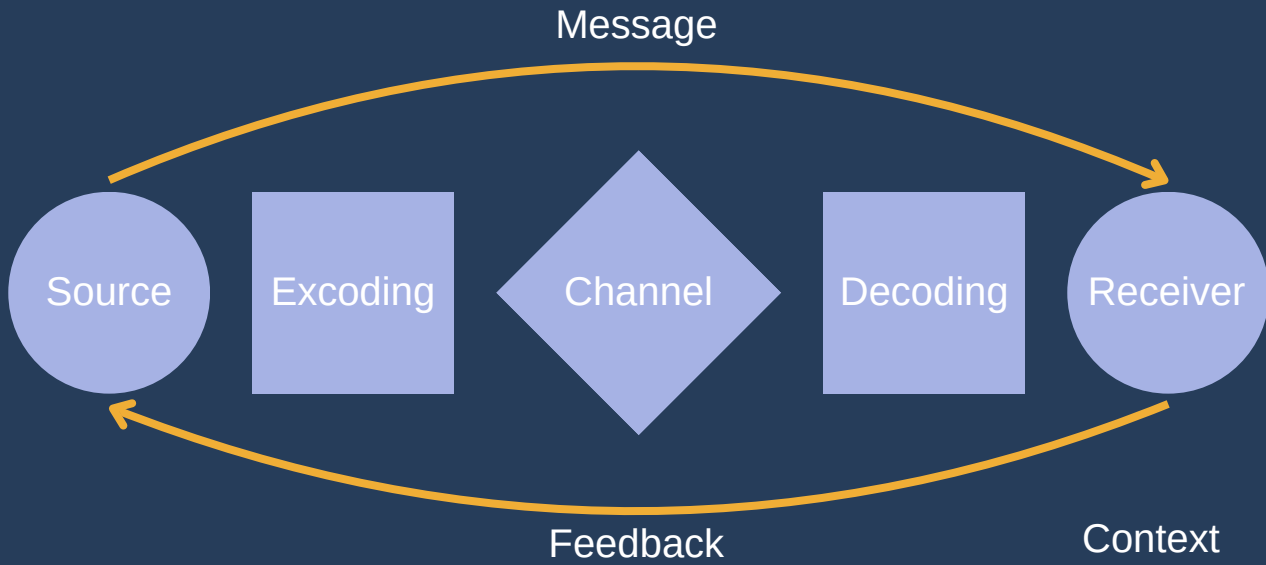 Message
Source
Excoding
Channel
Decoding
Receiver
Feedback
Context